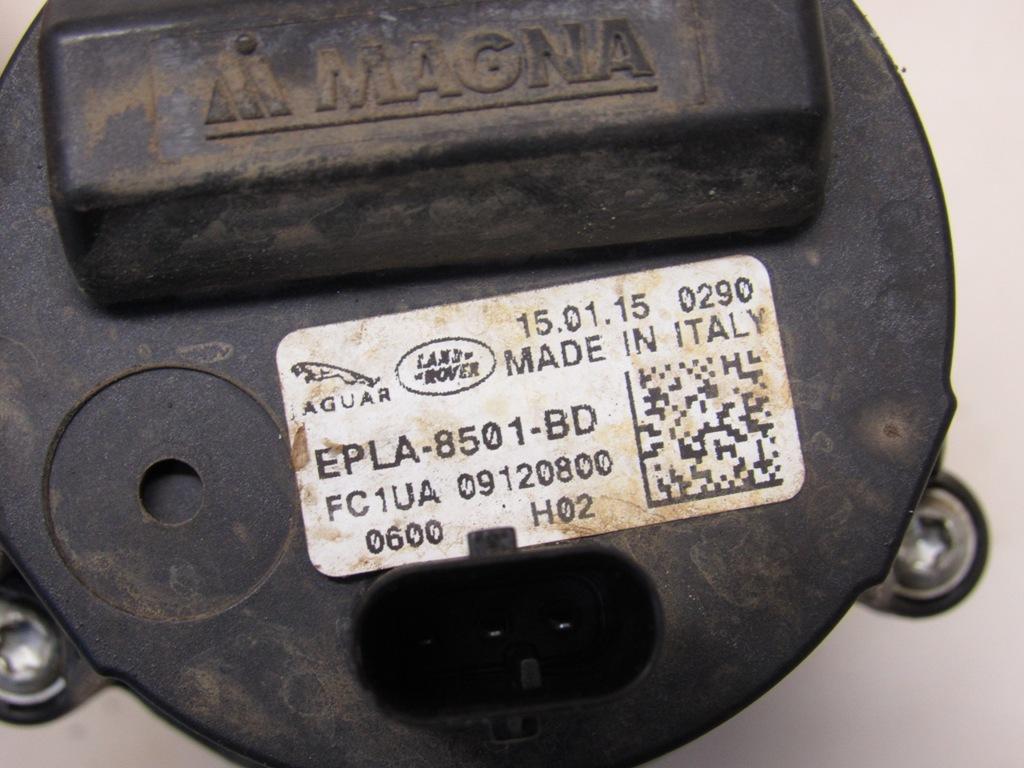 MAGNA
15.01.15 0290
LAND-
-ROVER
MADE IN ITALY
JAGUAR
EPLA-8501-BD
FC1UA 09120800
0600 H02